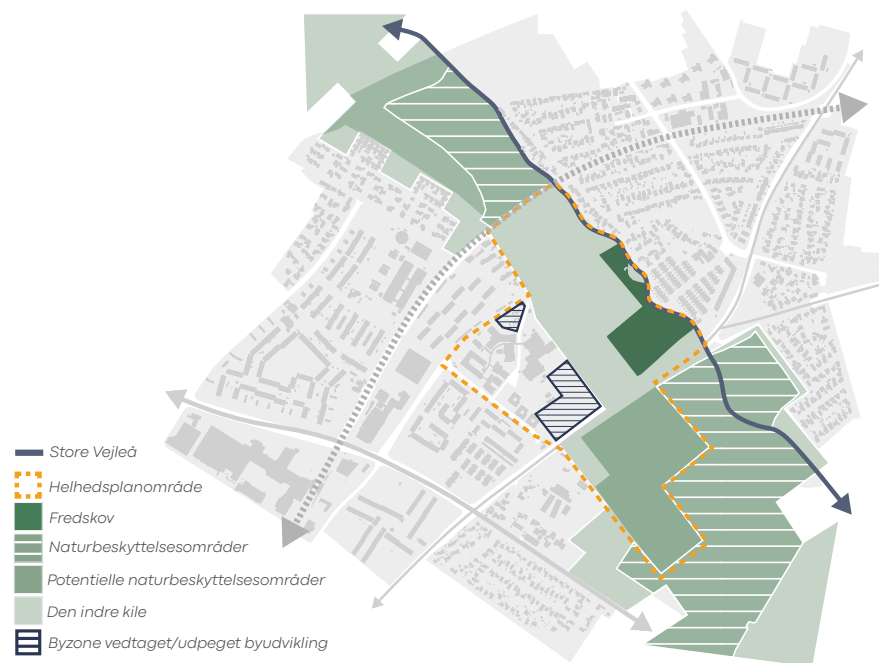 Store Vejleå
Helhedsplanområde
Fredskov
Naturbeskyttelsesområder
Potentielle naturbeskyttelsesområder
Den indre kile
Byzone vedtaget/udpeget byudvikling